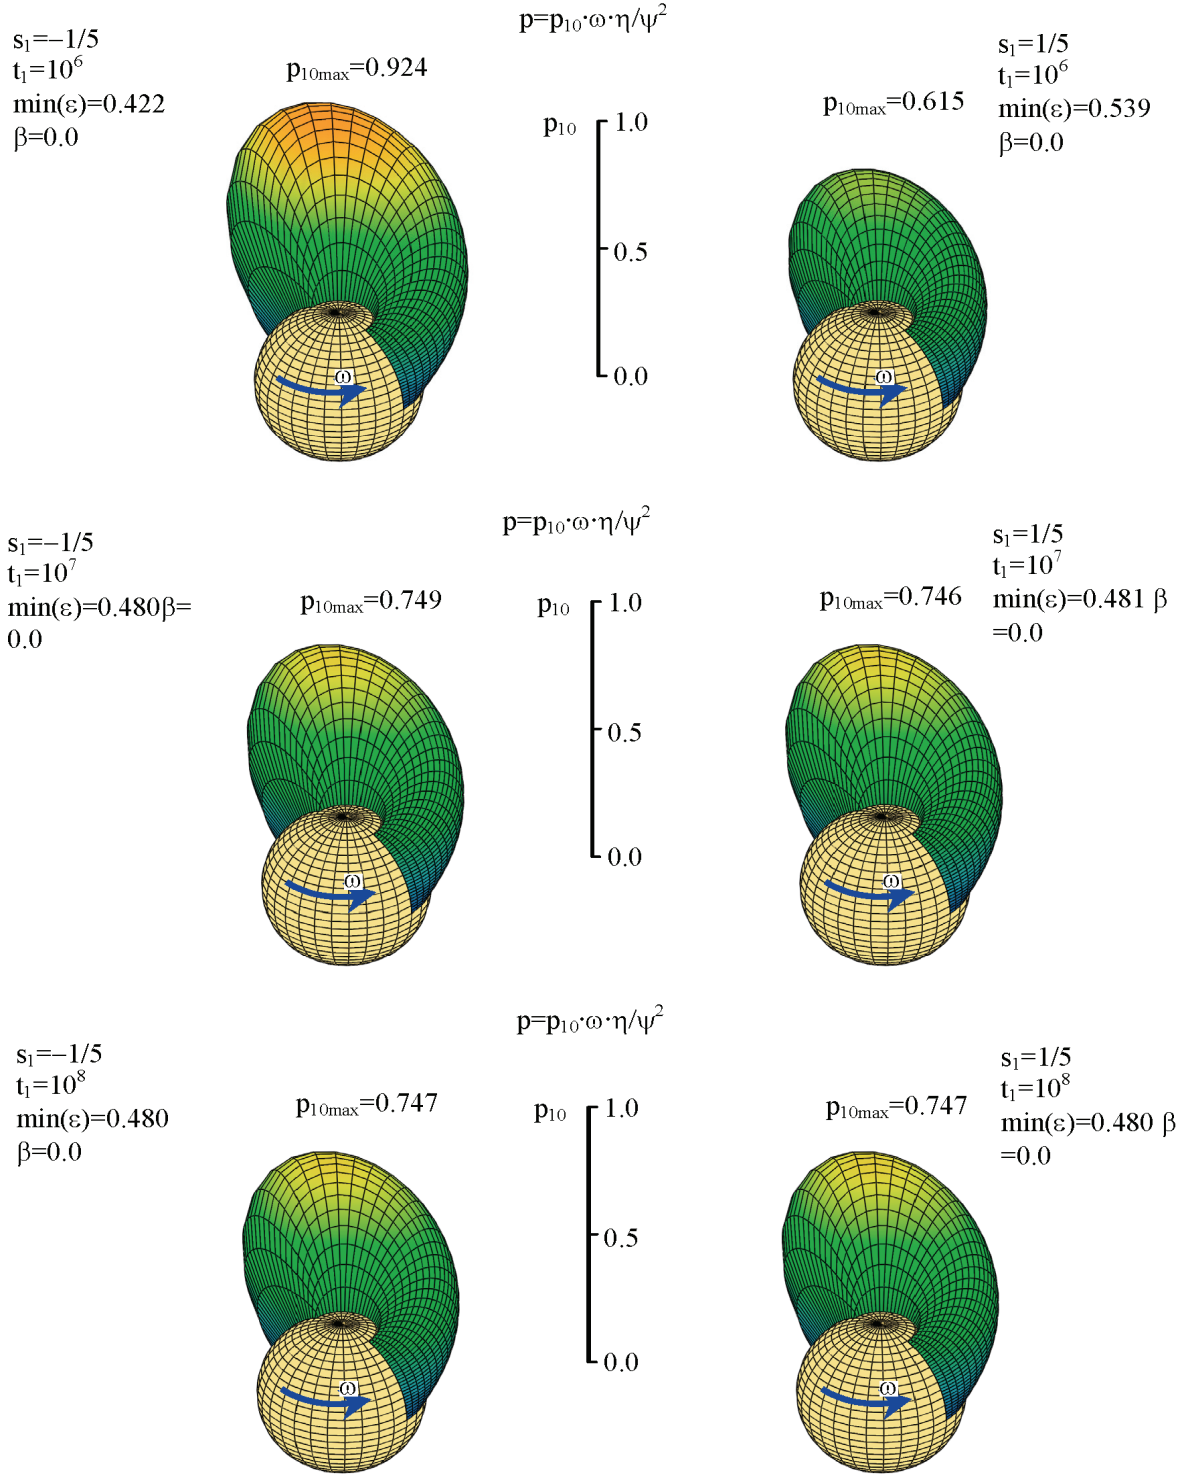 p=p₁₀·ω·η/ψ²
s₁=–1/5
t₁=10⁶
min(ε)=0.422
β=0.0
p₁₀ₘₐₓ=0.924
p₁₀
1.0
0.5
0.0
p₁₀ₘₐₓ=0.615
s₁=1/5
t₁=10⁶
min(ε)=0.539
β=0.0
ω
ω
p=p₁₀·ω·η/ψ²
s₁=–1/5
t₁=10⁷
min(ε)=0.480β=
0.0
p₁₀ₘₐₓ=0.749
p₁₀
1.0
0.5
0.0
p₁₀ₘₐₓ=0.746
s₁=1/5
t₁=10⁷
min(ε)=0.481 β
=0.0
ω
ω
p=p₁₀·ω·η/ψ²
s₁=–1/5
t₁=10⁸
min(ε)=0.480
β=0.0
p₁₀ₘₐₓ=0.747
p₁₀
1.0
0.5
0.0
p₁₀ₘₐₓ=0.747
s₁=1/5
t₁=10⁸
min(ε)=0.480 β
=0.0
ω
ω